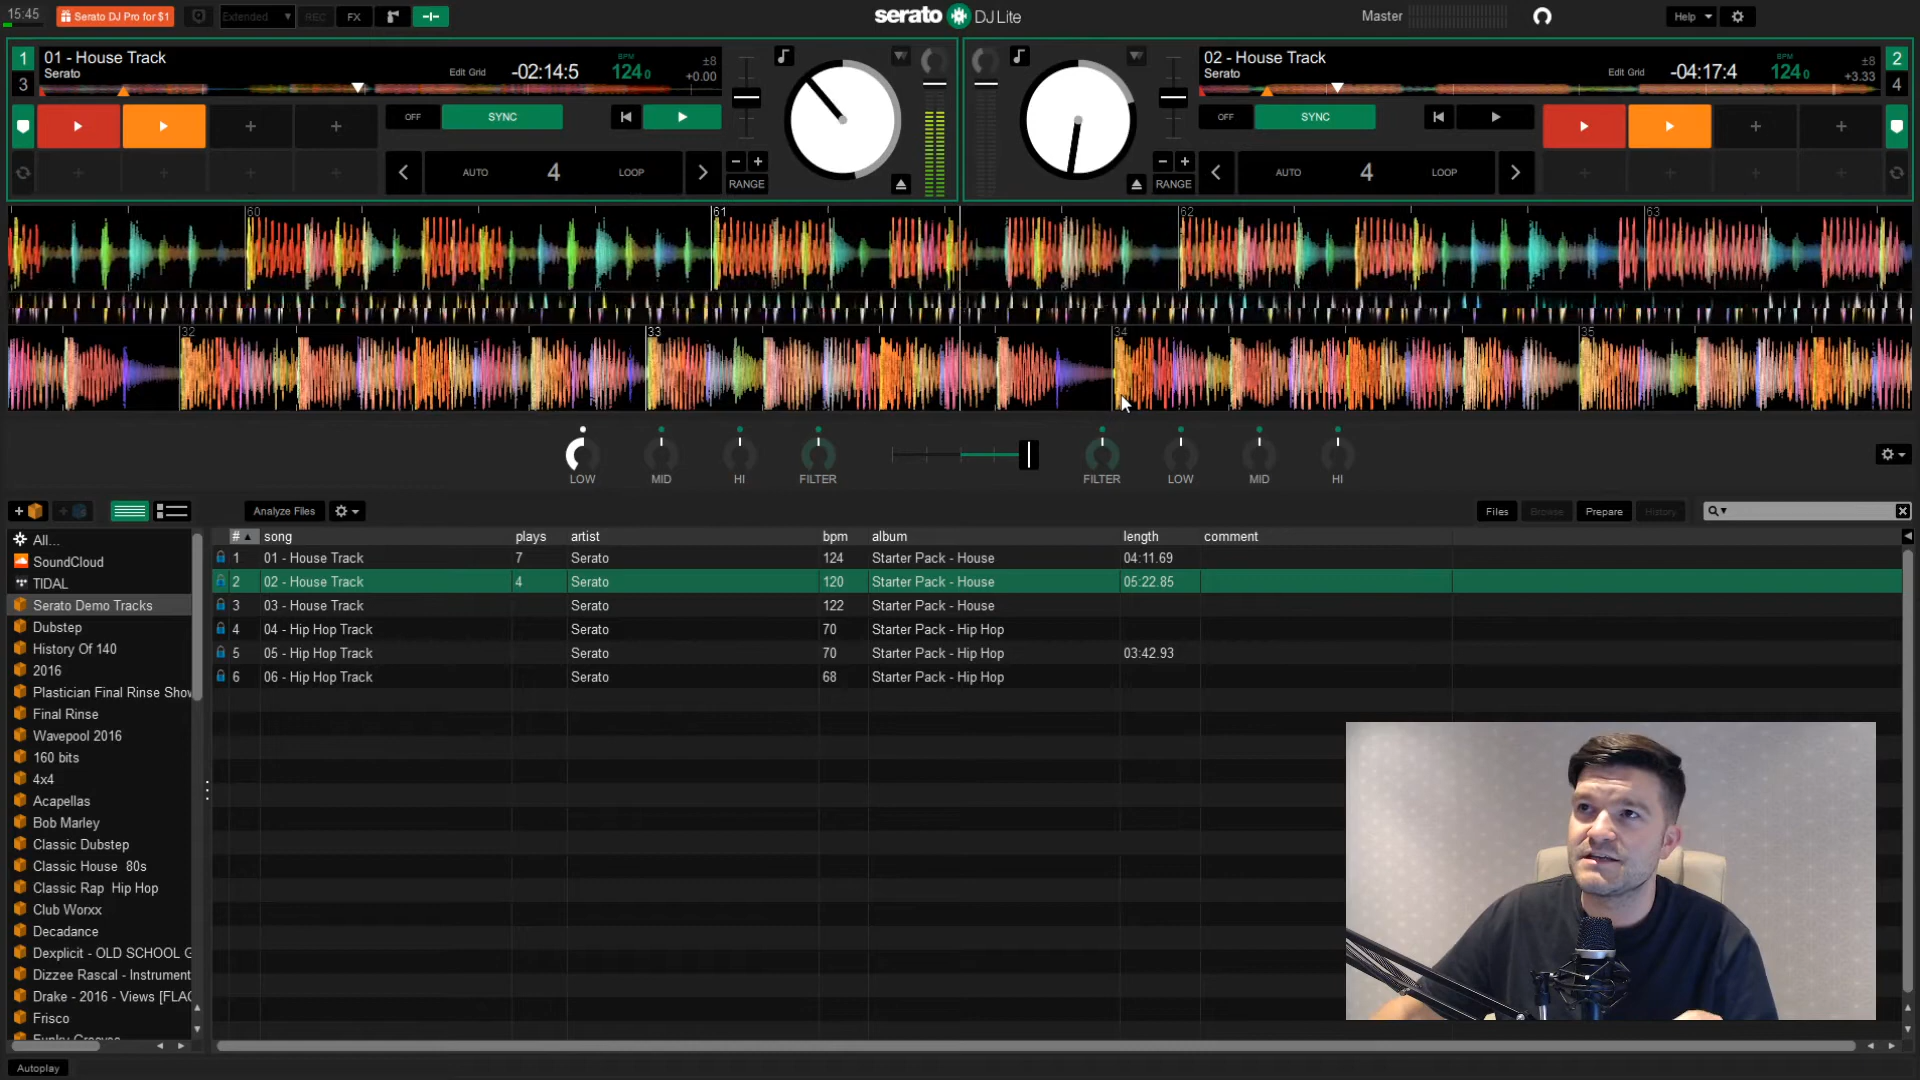 15:45
Serato DJ Pro for $1
Extended
REC
FX
serato DJ Lite
Master
Help
1
3
01 - House Track
Serato
Edit Grid
-02:14:5
BPM
124.0
±8
+0.00
02 - House Track
Serato
Edit Grid
-04:17:4
BPM
124.0
±8
+3.33
2
4
OFF
SYNC
AUTO
4
LOOP
RANGE
OFF
SYNC
AUTO
4
LOOP
RANGE
60
61
62
63
32
33
34
35
LOW
MID
HI
FILTER
FILTER
LOW
MID
HI
Analyze Files
Files
Browse
Prepare
History
# song plays artist bpm album length comment
1 01 - House Track 7 Serato 124 Starter Pack - House 04:11.69
2 02 - House Track 4 Serato 120 Starter Pack - House 05:22.85
3 03 - House Track Serato 122 Starter Pack - House
4 04 - Hip Hop Track Serato 70 Starter Pack - Hip Hop
5 05 - Hip Hop Track Serato 70 Starter Pack - Hip Hop 03:42.93
6 06 - Hip Hop Track Serato 68 Starter Pack - Hip Hop
All...
SoundCloud
TIDAL
Serato Demo Tracks
Dubstep
History Of 140
2016
Plastician Final Rinse Show
Final Rinse
Wavepool 2016
160 bits
4x4
Acapellas
Bob Marley
Classic Dubstep
Classic House 80s
Classic Rap Hip Hop
Club Worxx
Decadance
Dexplicit - OLD SCHOOL G
Dizzee Rascal - Instrument
Drake - 2016 - Views [FLAC
Frisco
Autoplay